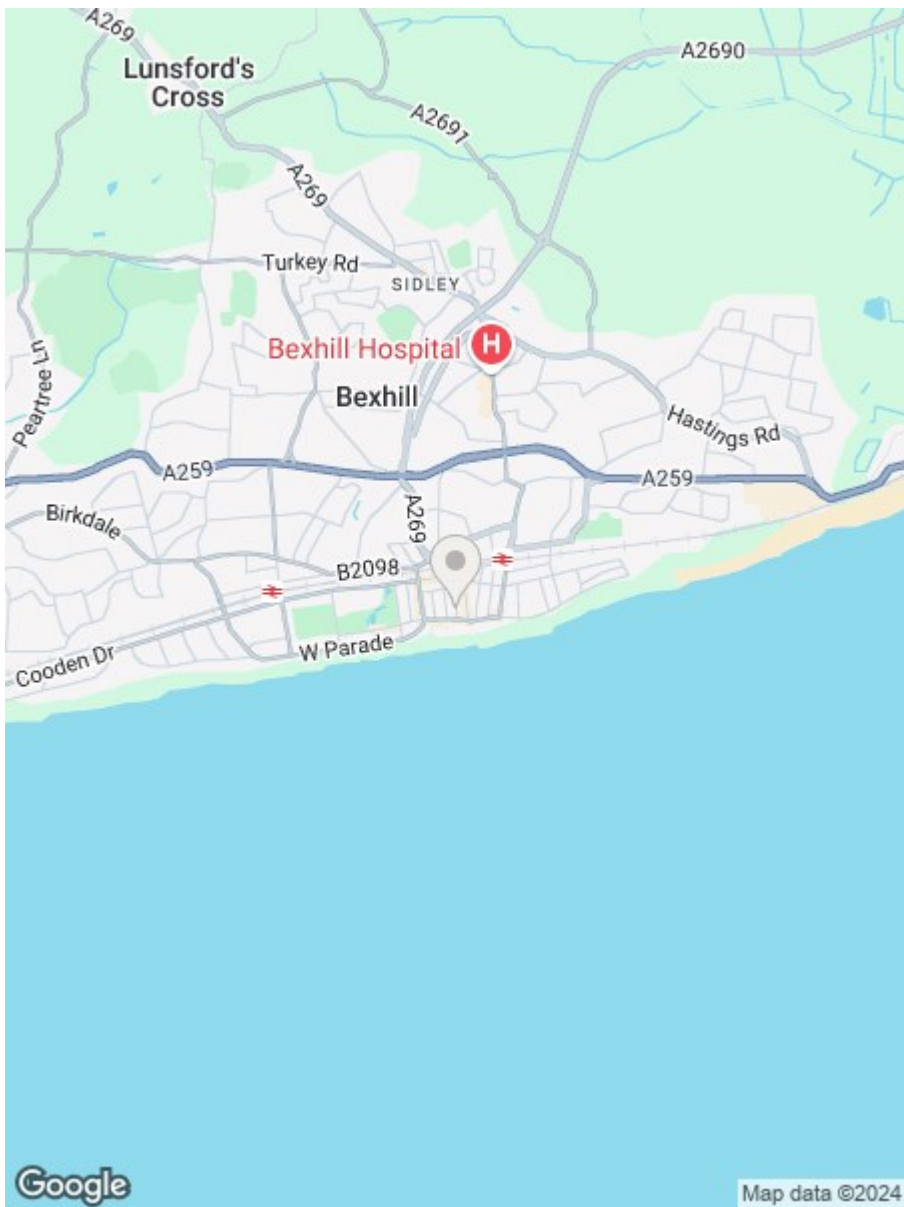 A269
A2690
Lunsford's
Cross
A2691
A269
Turkey Rd
SIDLEY
Peartree Ln
Bexhill Hospital
H
Bexhill
Hastings Rd
A259
A259
Birkdale
A269
B2098
W Parade
Cooden Dr
Google
Map data ©2024